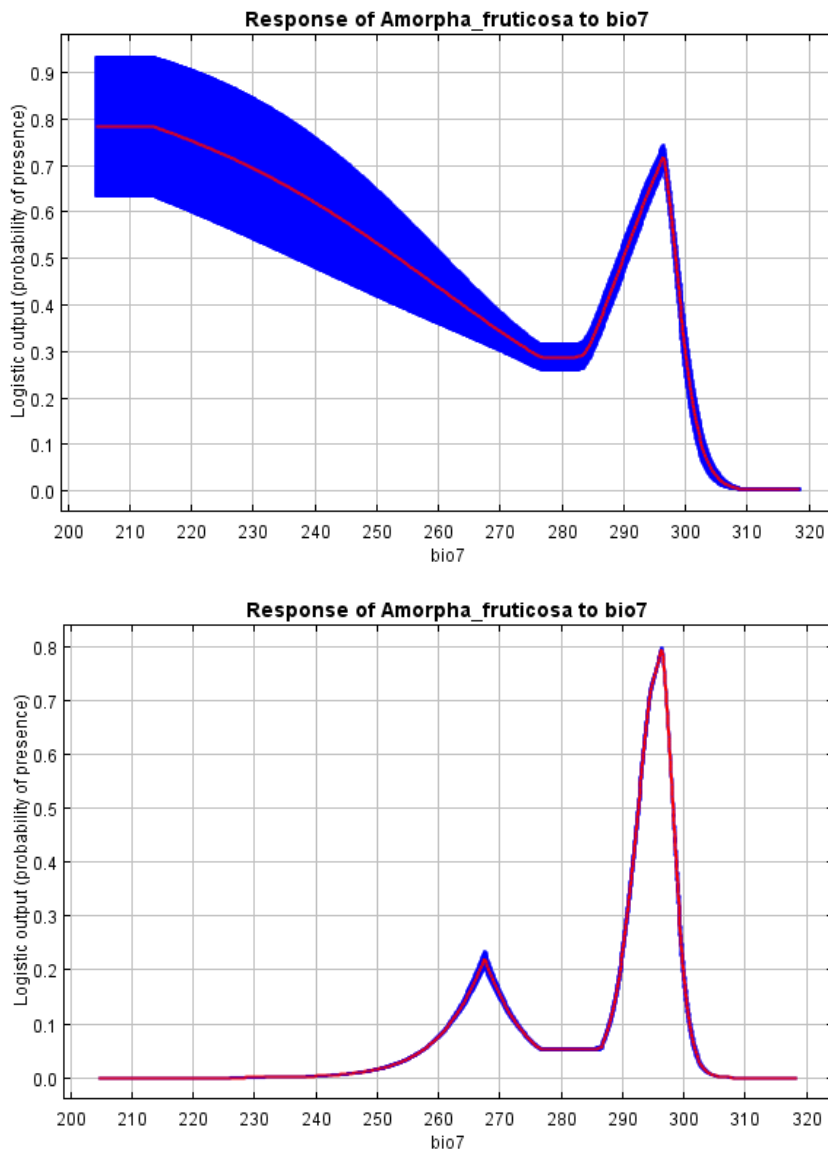 Response of Amorpha_fruticosa to bio7
Logistic output (probability of presence)
0.9
0.8
0.7
0.6
0.5
0.4
0.3
0.2
0.1
0.0
200 210 220 230 240 250 260 270 280 290 300 310 320
bio7
Response of Amorpha_fruticosa to bio7
Logistic output (probability of presence)
0.8
0.7
0.6
0.5
0.4
0.3
0.2
0.1
0.0
200 210 220 230 240 250 260 270 280 290 300 310 320
bio7